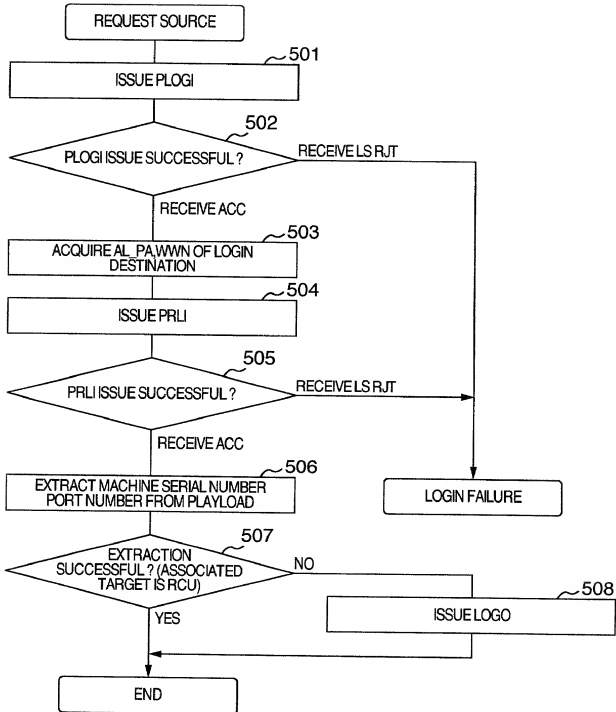 REQUEST SOURCE
501
ISSUE PLOGI
502
PLOGI ISSUE SUCCESSFUL ?
RECEIVE LS RJT
RECEIVE ACC
503
ACQUIRE AL_PA,WWN OF LOGIN
DESTINATION
504
ISSUE PRLI
505
PRLI ISSUE SUCCESSFUL ?
RECEIVE LS RJT
RECEIVE ACC
506
EXTRACT MACHINE SERIAL NUMBER
PORT NUMBER FROM PLAYLOAD
LOGIN FAILURE
507
EXTRACTION
SUCCESSFUL ? (ASSOCIATED
TARGET IS RCU)
NO
508
ISSUE LOGO
YES
END